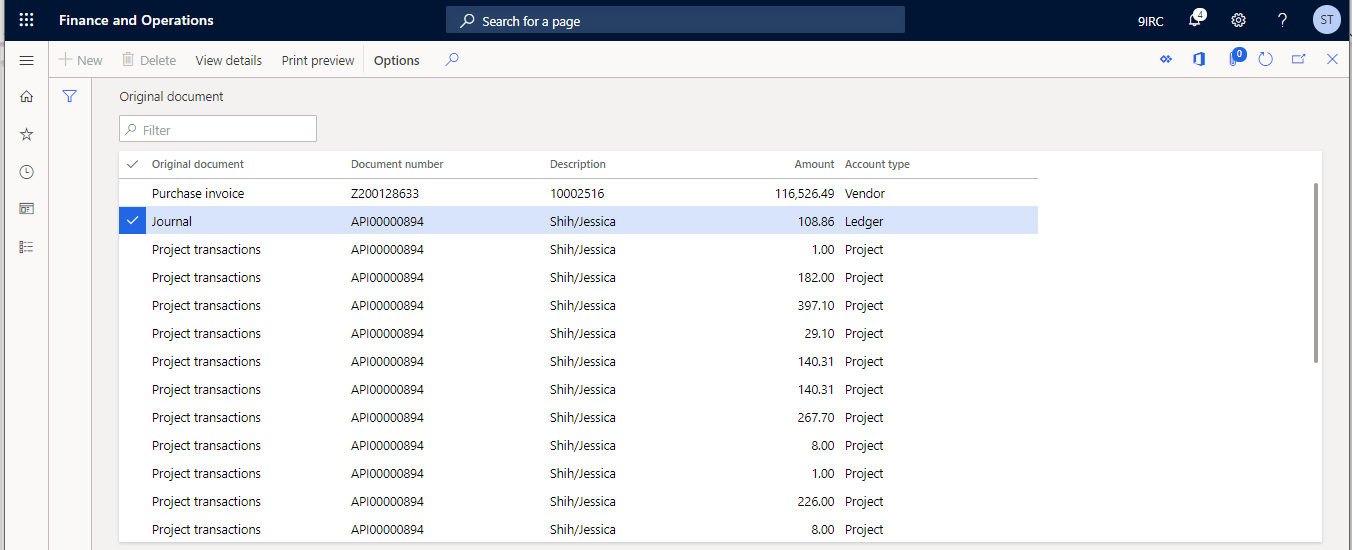 Finance and Operations Search for a page 9IRC 4 ? ST
New Delete View details Print preview Options 0
Original document
Filter
Original document Document number Description Amount Account type
Purchase invoice Z200128633 10002516 116,526.49 Vendor
Journal API00000894 Shih/Jessica 108.86 Ledger
Project transactions API00000894 Shih/Jessica 1.00 Project
Project transactions API00000894 Shih/Jessica 182.00 Project
Project transactions API00000894 Shih/Jessica 397.10 Project
Project transactions API00000894 Shih/Jessica 29.10 Project
Project transactions API00000894 Shih/Jessica 140.31 Project
Project transactions API00000894 Shih/Jessica 140.31 Project
Project transactions API00000894 Shih/Jessica 267.70 Project
Project transactions API00000894 Shih/Jessica 8.00 Project
Project transactions API00000894 Shih/Jessica 1.00 Project
Project transactions API00000894 Shih/Jessica 226.00 Project
Project transactions API00000894 Shih/Jessica 8.00 Project